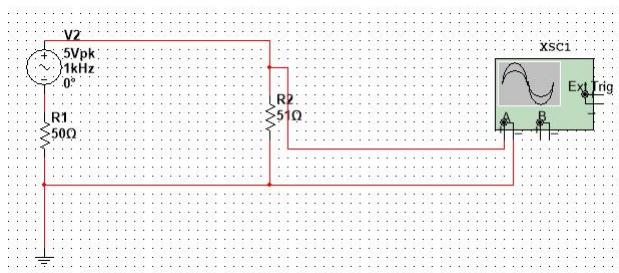 V2
5Vpk
1kHz
0°
R1
50Ω
R2
51Ω
XSC1
Ext Trig
A
B